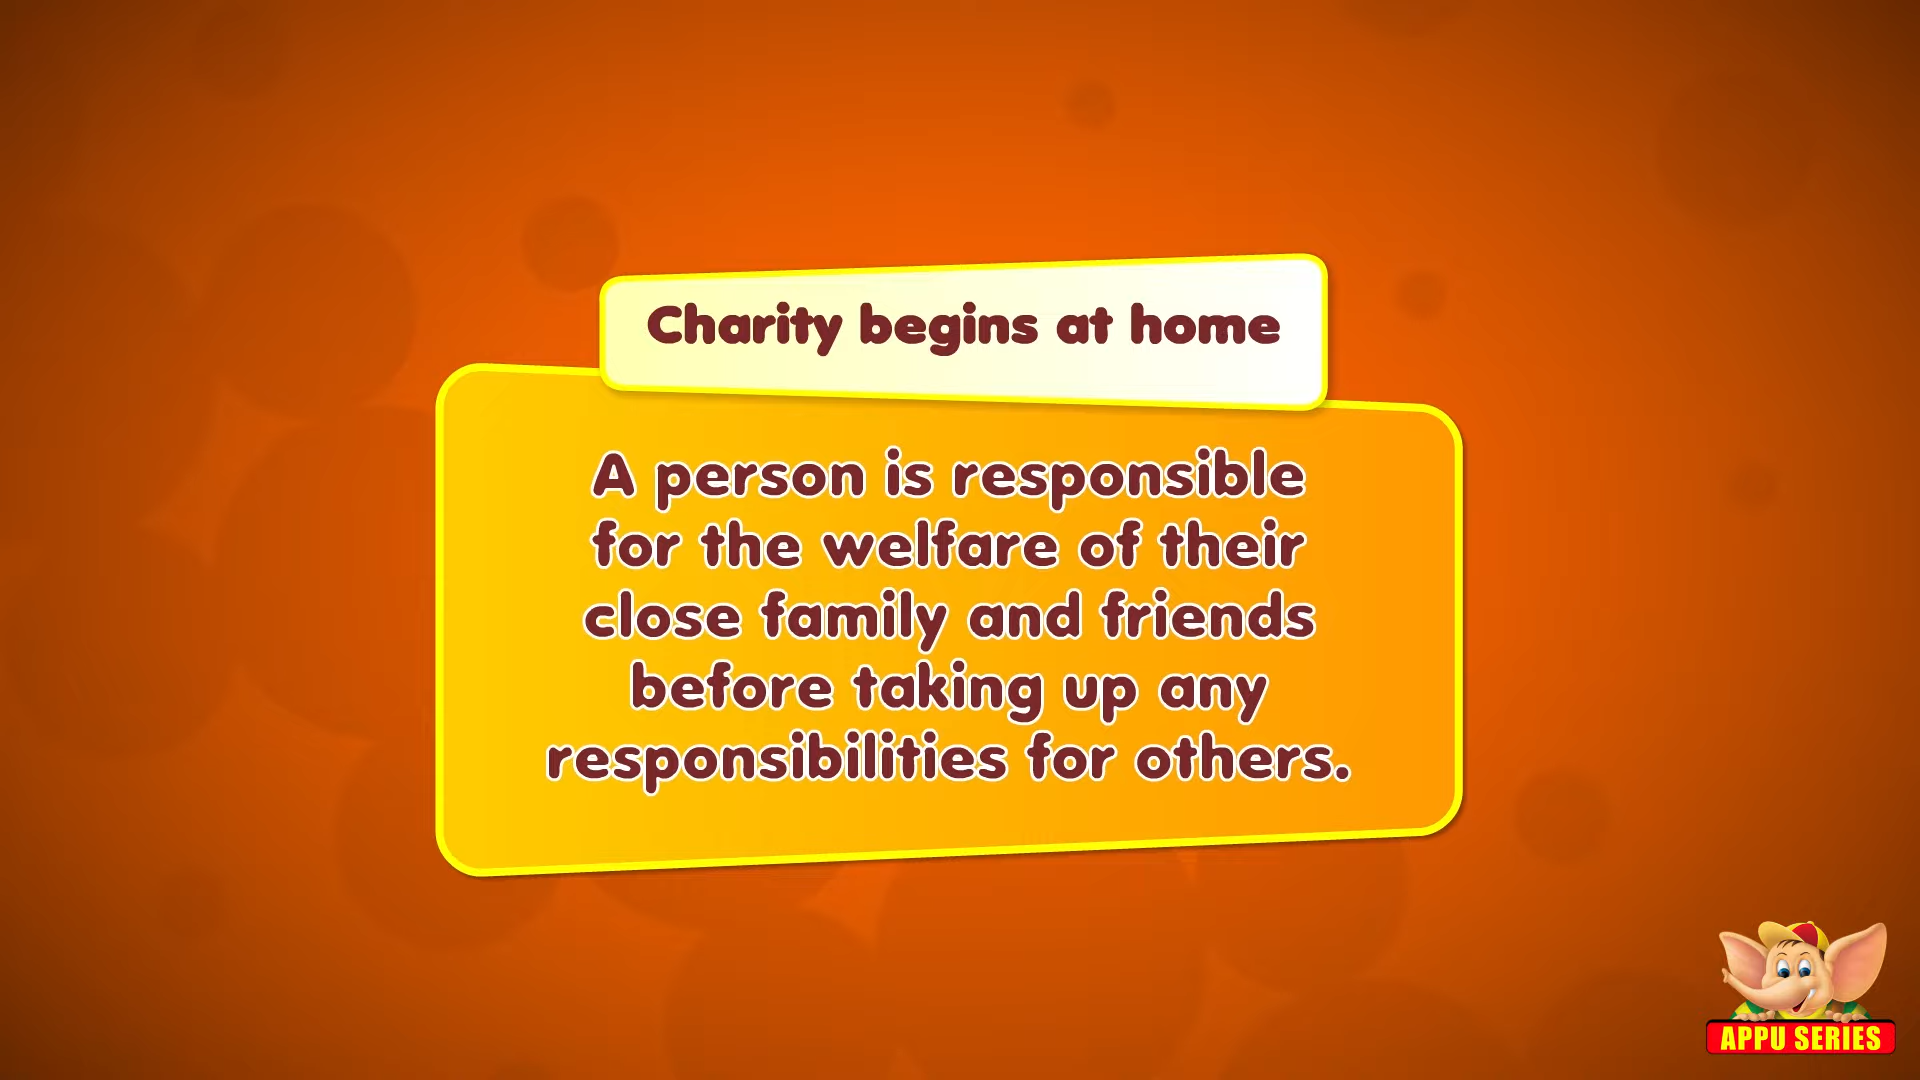 Charity begins at home
A person is responsible
for the welfare of their
close family and friends
before taking up any
responsibilities for others.
APPU SERIES